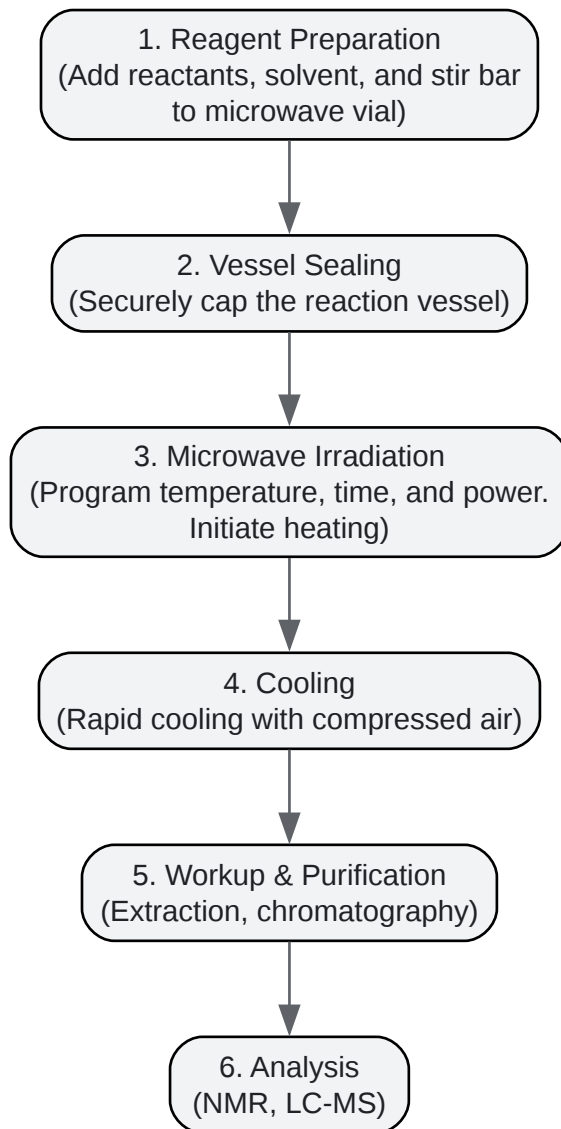 1. Reagent Preparation
(Add reactants, solvent, and stir bar
to microwave vial)
2. Vessel Sealing
(Securely cap the reaction vessel)
3. Microwave Irradiation
(Program temperature, time, and power.
Initiate heating)
4. Cooling
(Rapid cooling with compressed air)
5. Workup & Purification
(Extraction, chromatography)
6. Analysis
(NMR, LC-MS)